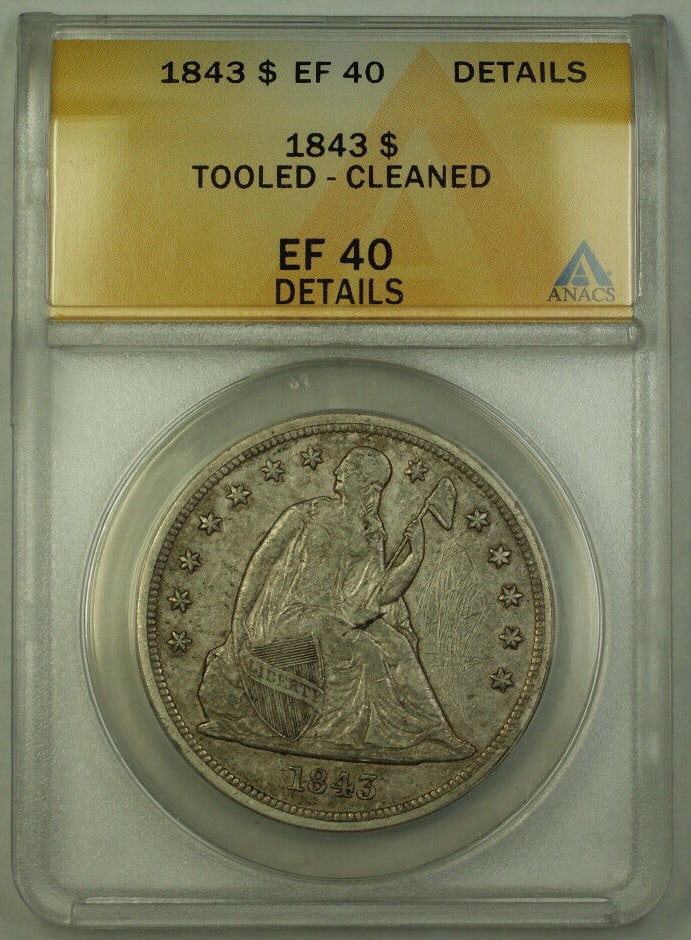 1843 $ EF 40 DETAILS
1843 $
TOOLED - CLEANED
EF 40
DETAILS
ANACS
LIBERTY
1843